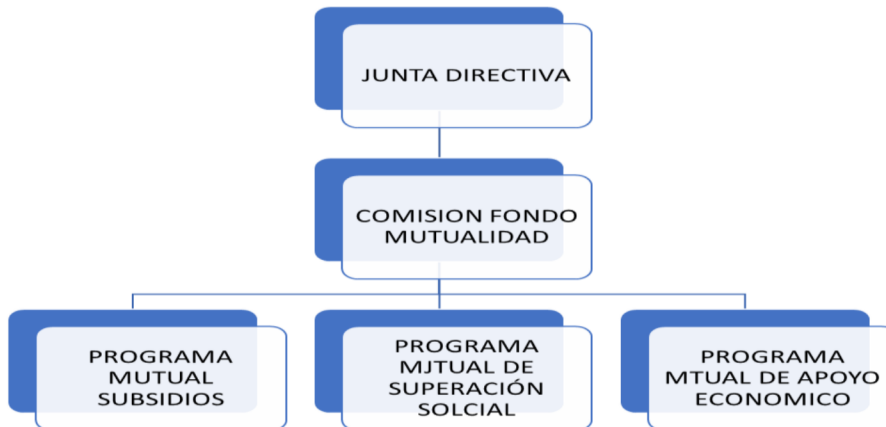 JUNTA DIRECTIVA
COMISION FONDO
MUTUALIDAD
PROGRAMA
MUTUAL
SUBSIDIOS
PROGRAMA
MJTUAL DE
SUPERACIÓN
SOLCIAL
PROGRAMA
MTUAL DE APOYO
ECONOMICO